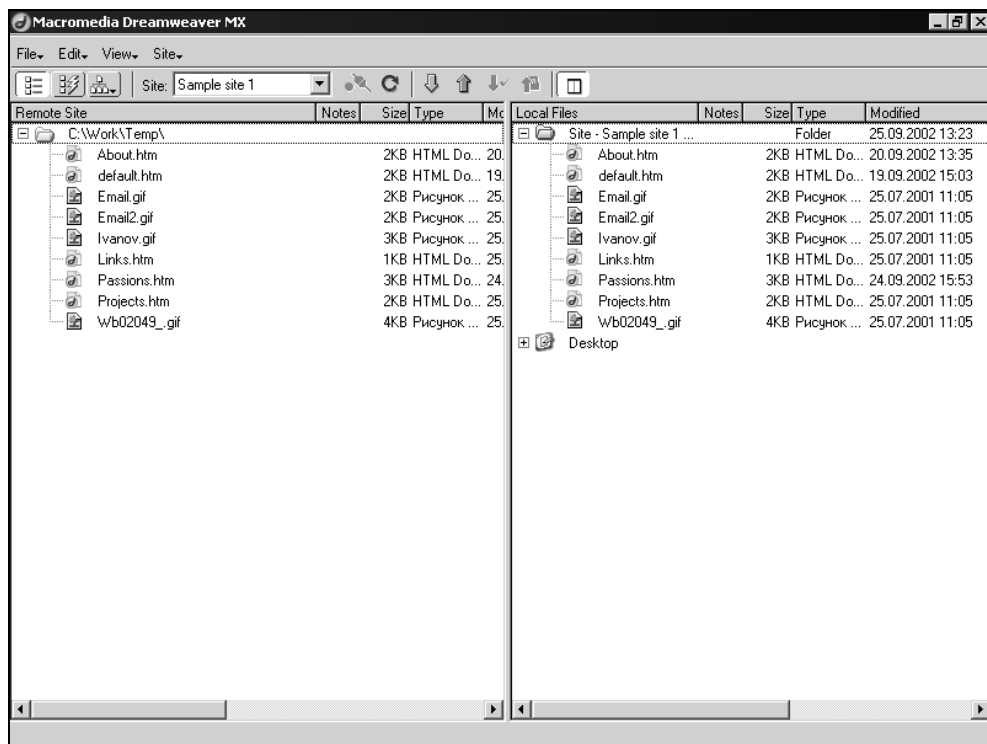 Macromedia Dreamweaver MX
File Edit View Site
Site: Sample site 1
Remote Site Notes Size Type Mo
C:\Work\Temp\
About.htm 2KB HTML Do... 20.
default.htm 2KB HTML Do... 19.
Email.gif 2KB Рисунок ... 25.
Email2.gif 2KB Рисунок ... 25.
Ivanov.gif 3KB Рисунок ... 25.
Links.htm 1KB HTML Do... 25.
Passions.htm 3KB HTML Do... 24.
Projects.htm 2KB HTML Do... 25.
Wb02049_.gif 4KB Рисунок ... 25.
Local Files Notes Size Type Modified
Site - Sample site 1 ... Folder 25.09.2002 13:23
About.htm 2KB HTML Do... 20.09.2002 13:35
default.htm 2KB HTML Do... 19.09.2002 15:03
Email.gif 2KB Рисунок ... 25.07.2001 11:05
Email2.gif 2KB Рисунок ... 25.07.2001 11:05
Ivanov.gif 3KB Рисунок ... 25.07.2001 11:05
Links.htm 1KB HTML Do... 25.07.2001 11:05
Passions.htm 3KB HTML Do... 24.09.2002 15:53
Projects.htm 2KB HTML Do... 25.07.2001 11:05
Wb02049_.gif 4KB Рисунок ... 25.07.2001 11:05
Desktop